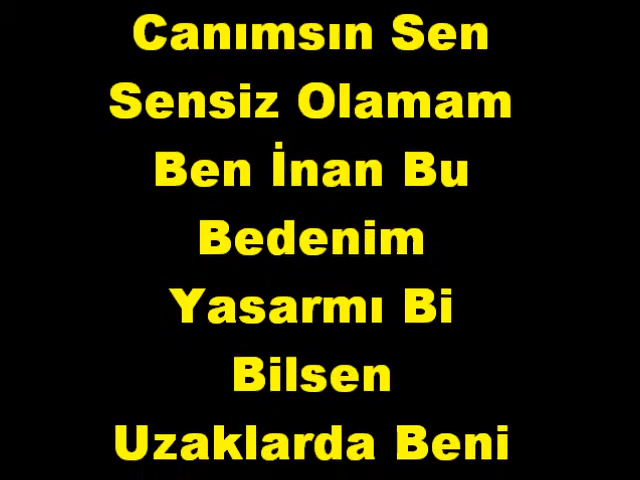 Canımsın Sen
Sensiz Olamam
Ben İnan Bu
Bedenim
Yasarmı Bi
Bilsen
Uzaklarda Beni